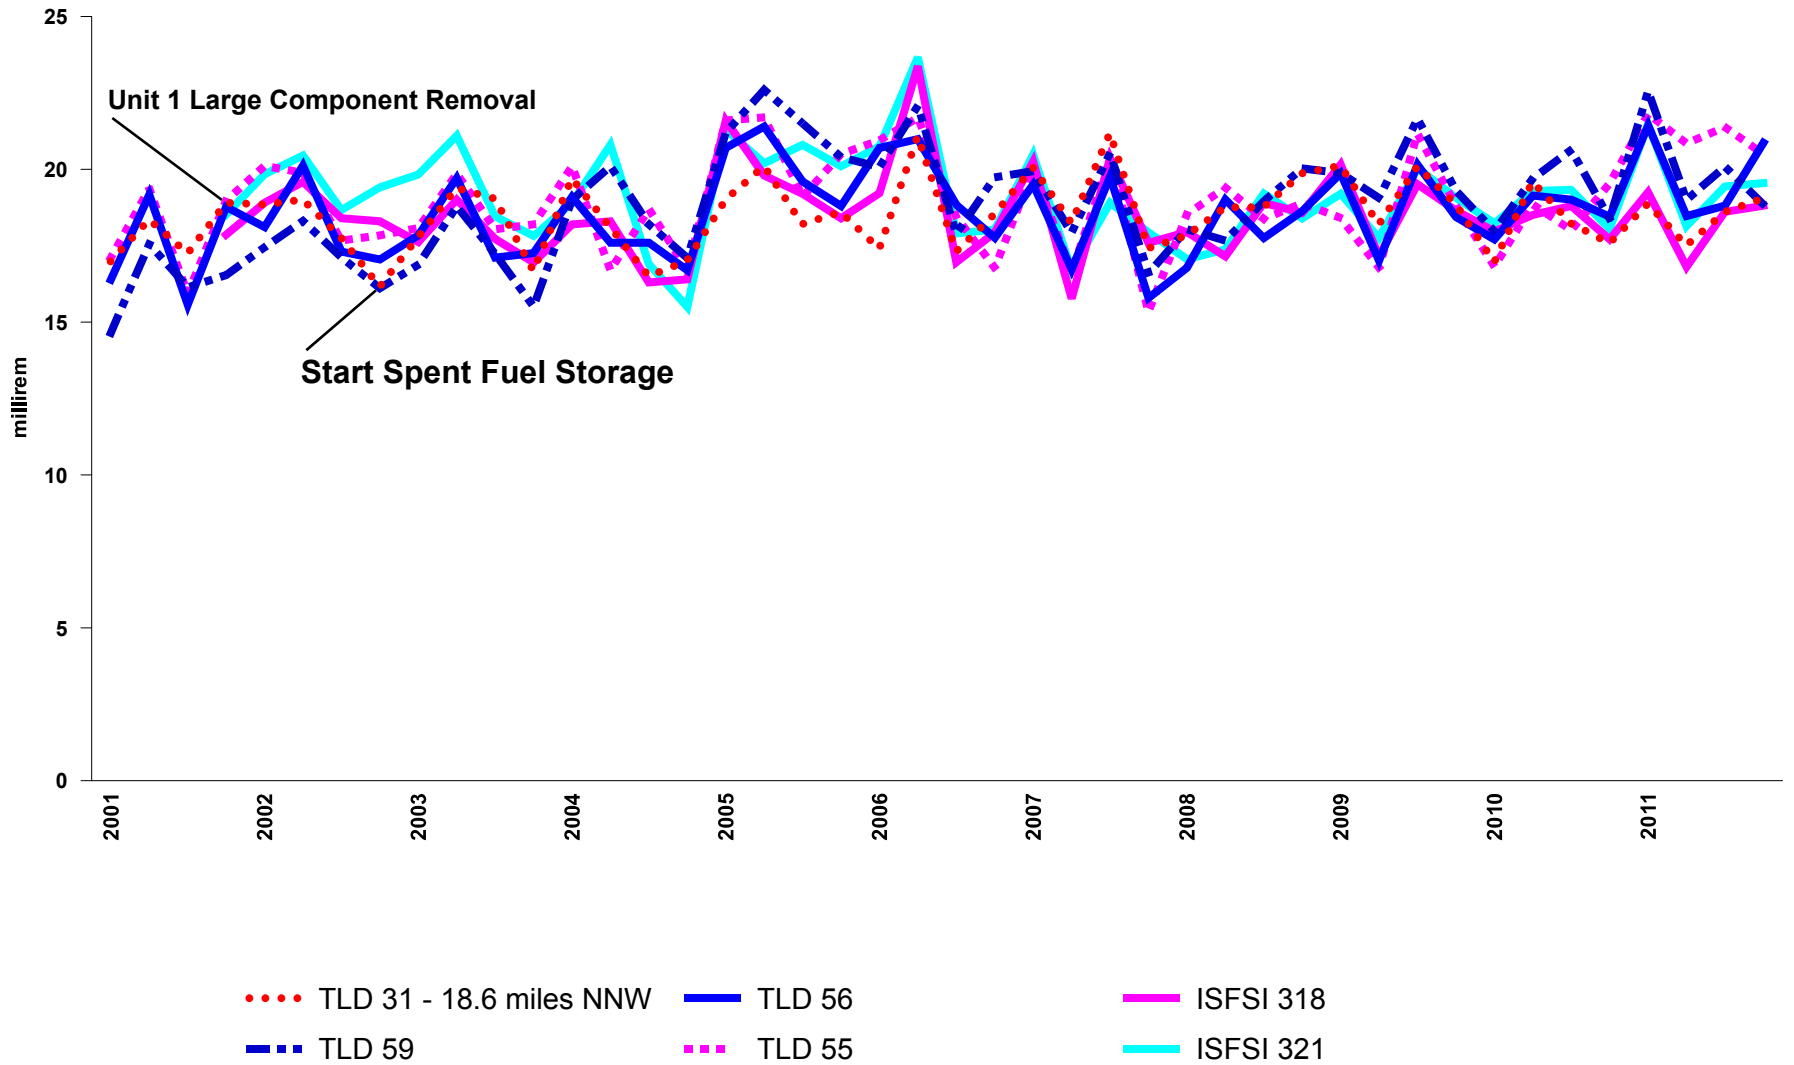 25
Unit 1 Large Component Removal
20
15
Start Spent Fuel Storage
millirem
10
5
0
2001
2002
2003
2004
2005
2006
2007
2008
2009
2010
2011
TLD 31 - 18.6 miles NNW
TLD 56
ISFSI 318
TLD 59
TLD 55
ISFSI 321